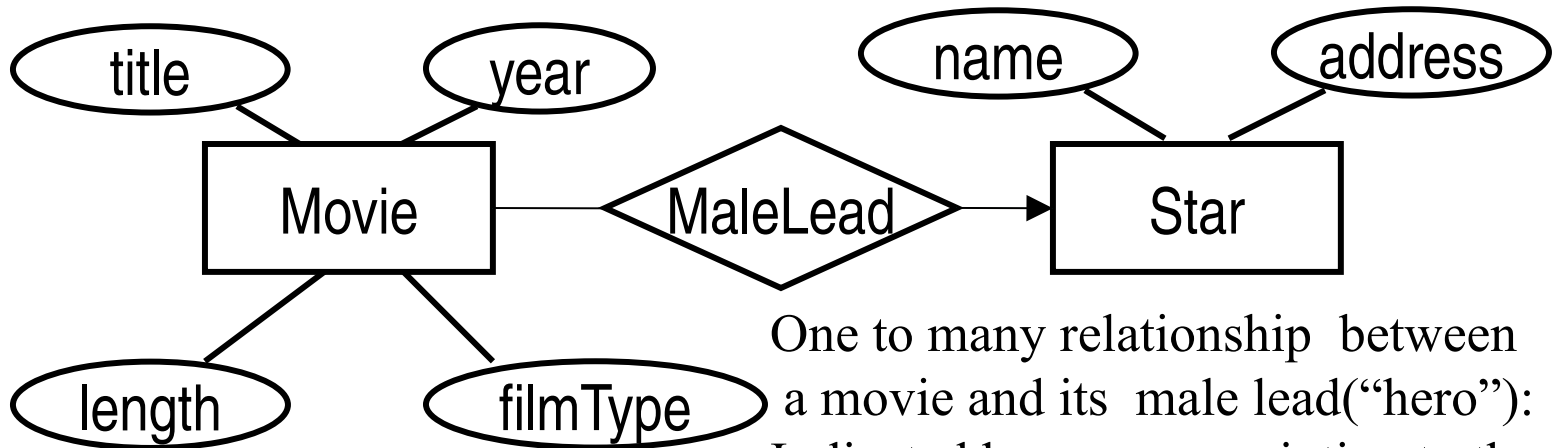 title
year
name
address
Movie
MaleLead
Star
One to many relationship between
a movie and its male lead(“hero”):
length
filmType